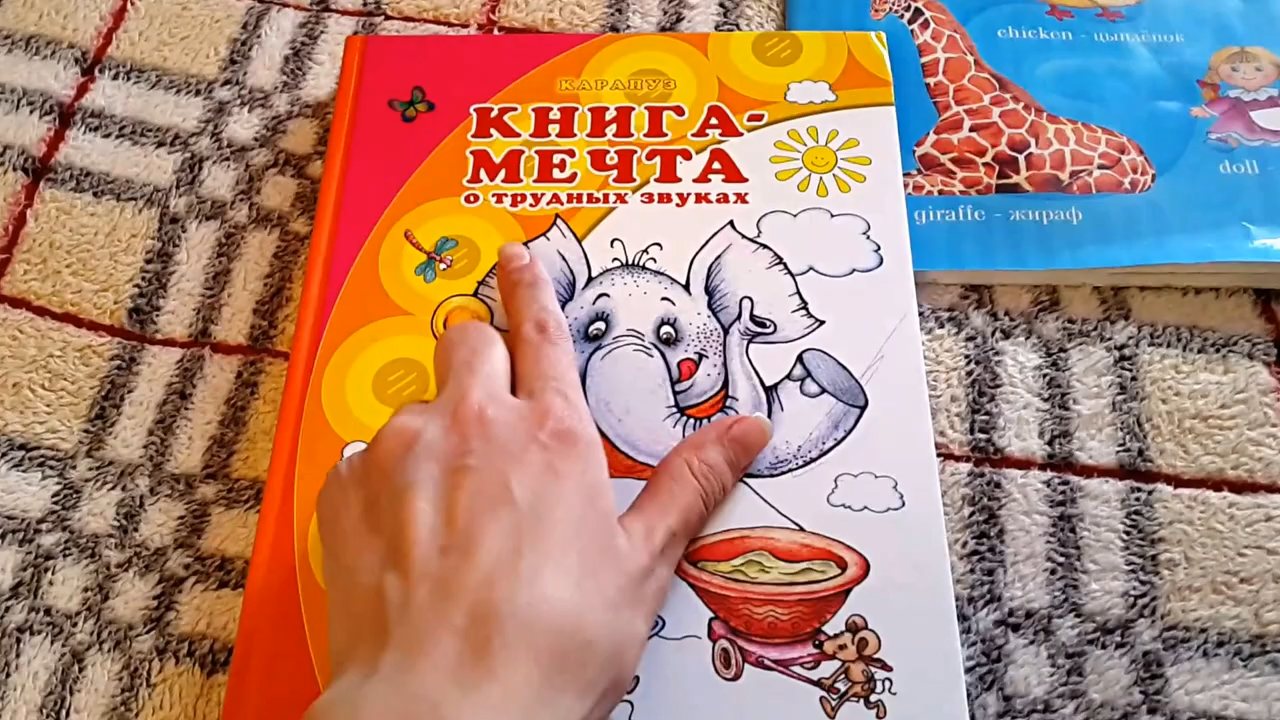 КАРАПУЗ
КНИГА-
МЕЧТА
о трудных звуках
chicken - цыплёнок
doll -
giraffe - жираф